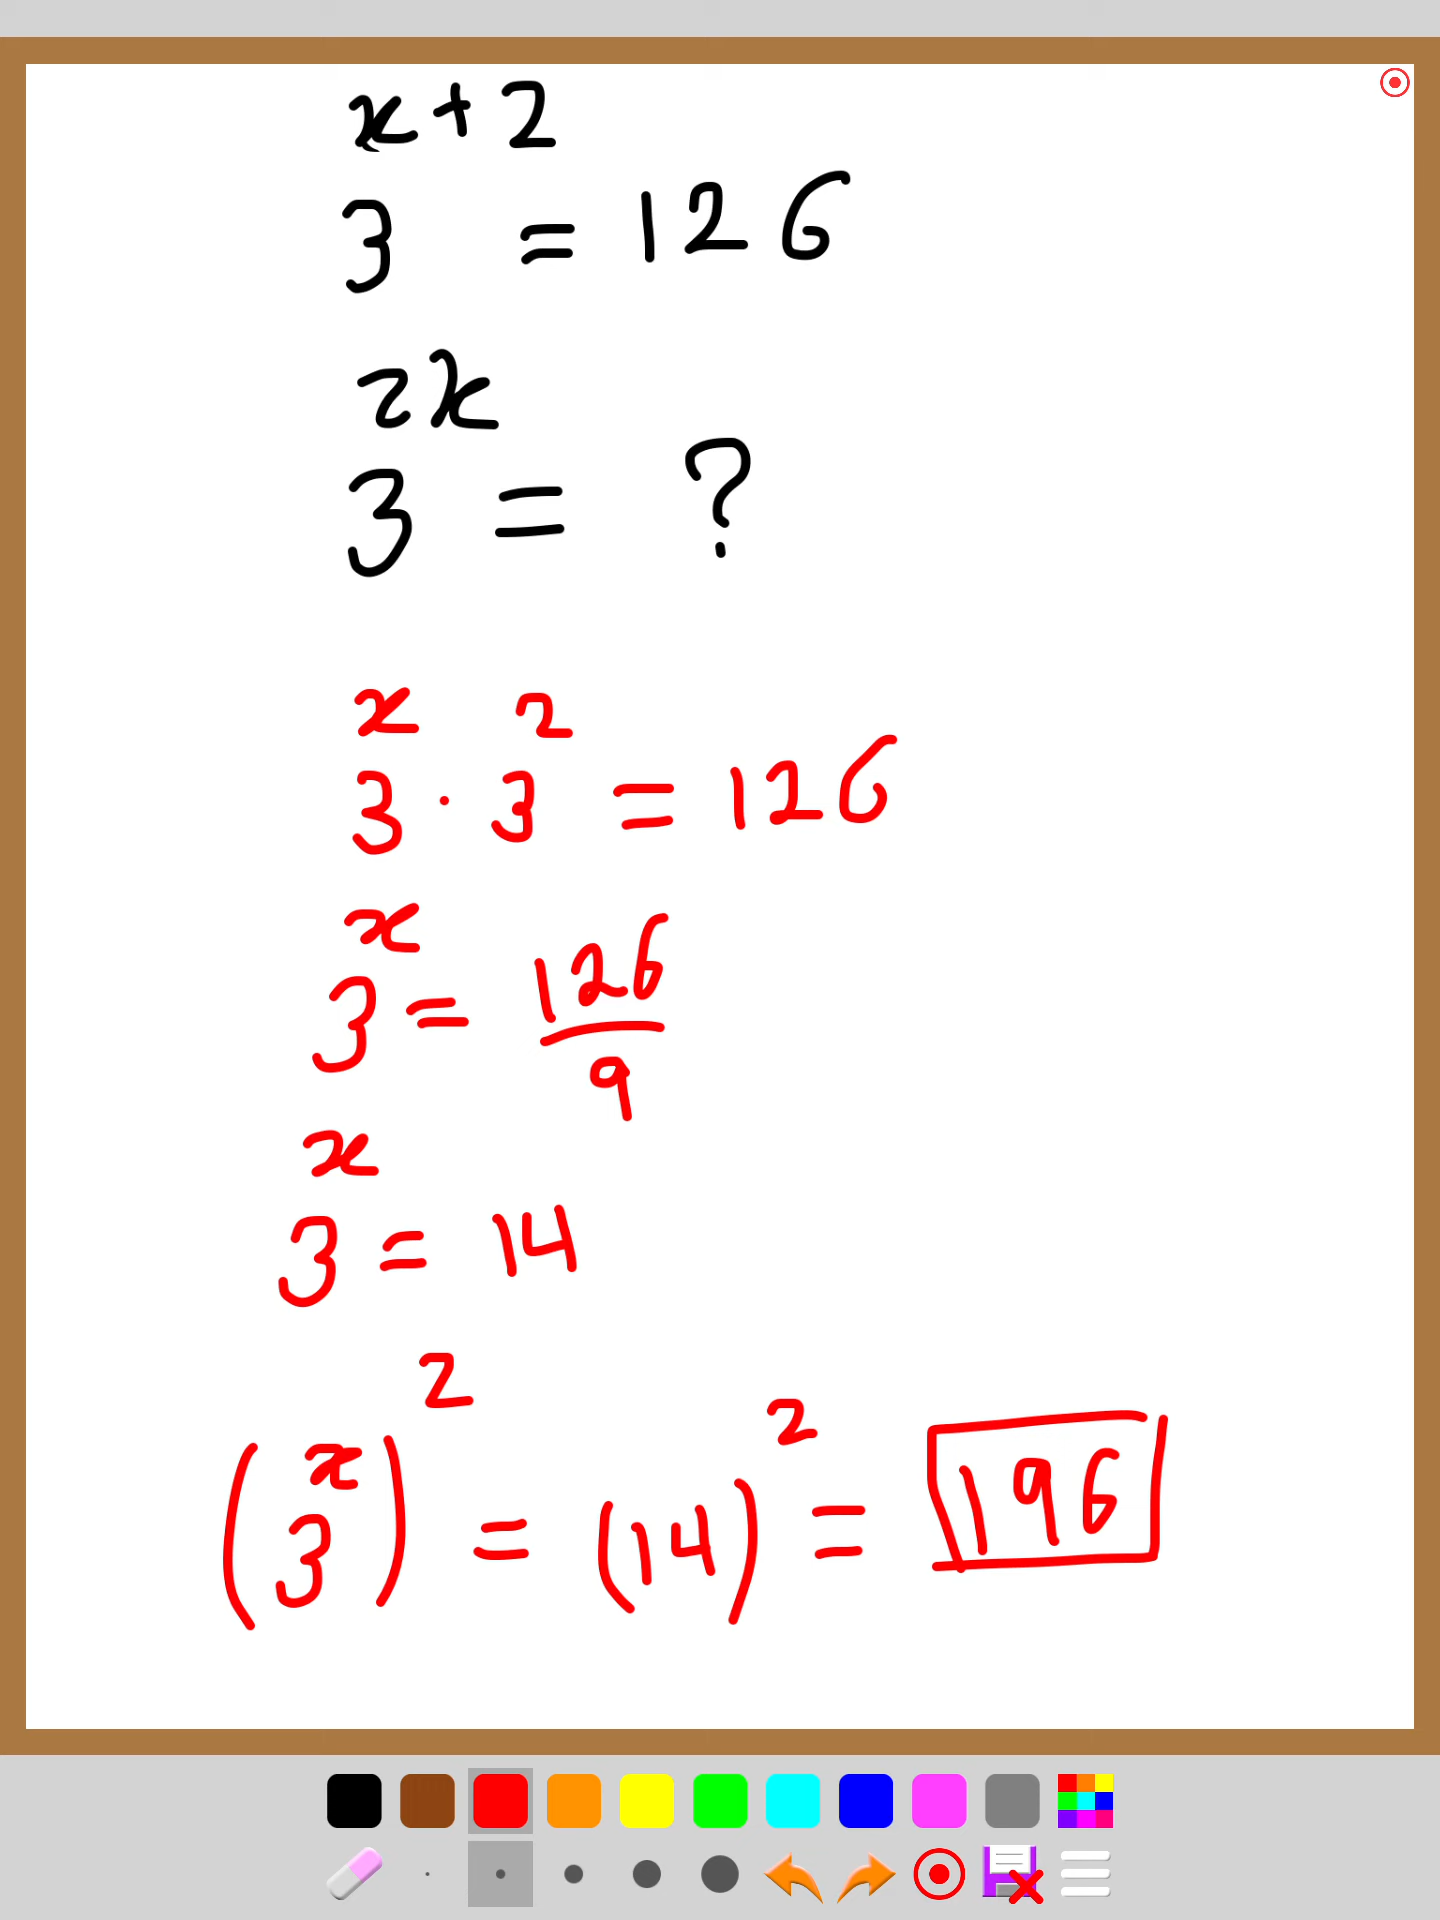 x+2
3 = 126
2x
3 = ?
x 2
3 · 3 = 126
x
3 = 126/9
x
3 = 14
2
(3^x) = (14)^2 = 196